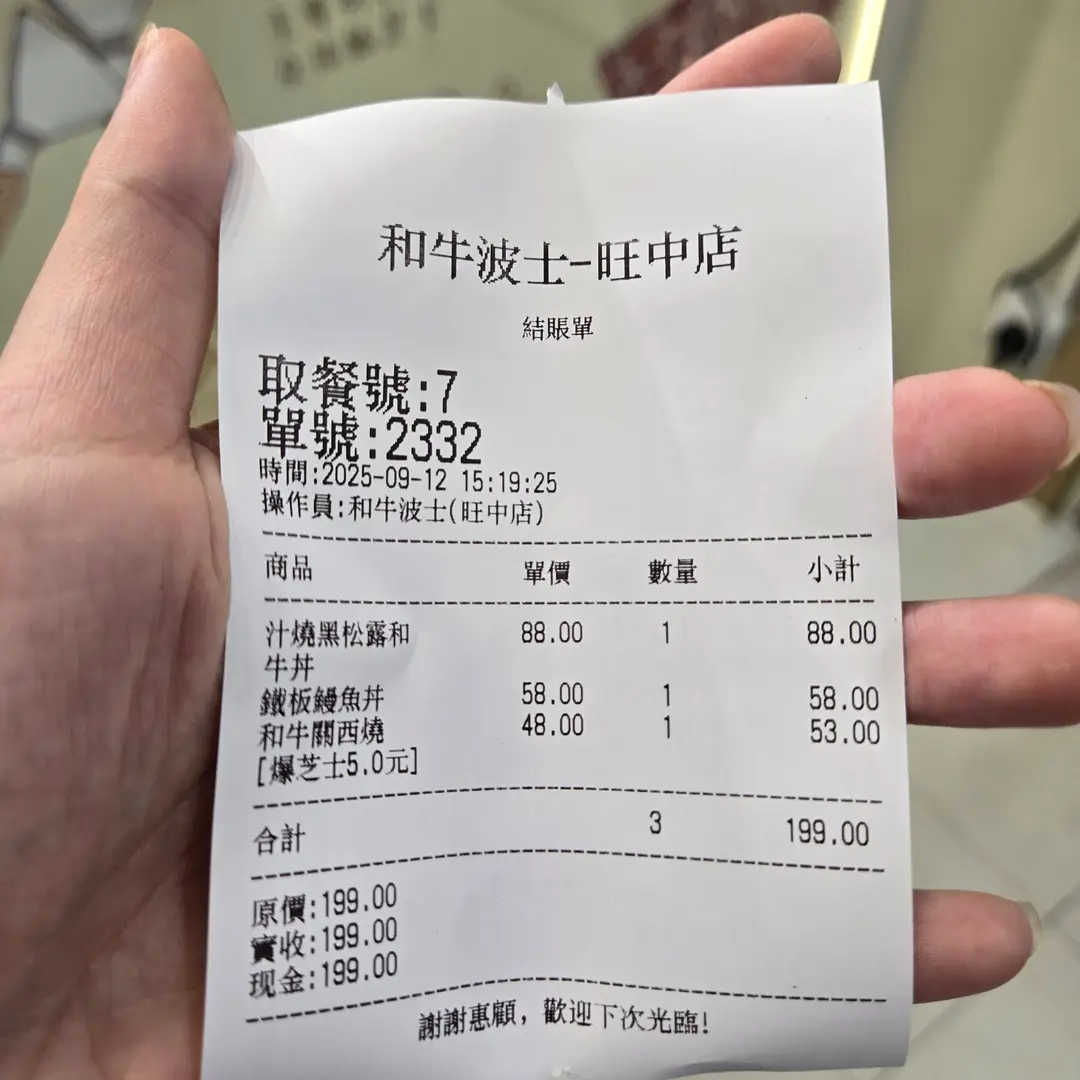 和牛波士-旺中店
結賬單
取餐號:7
單號:2332
時間:2025-09-12 15:19:25
操作員:和牛波士(旺中店)
商品 單價 數量 小計
汁燒黑松露和 88.00 1 88.00
牛丼
鐵板鰻魚丼 58.00 1 58.00
和牛關西燒 48.00 1 53.00
[爆芝士5.0元]
合計 3 199.00
原價:199.00
實收:199.00
现金:199.00
謝謝惠顧，歡迎下次光臨!